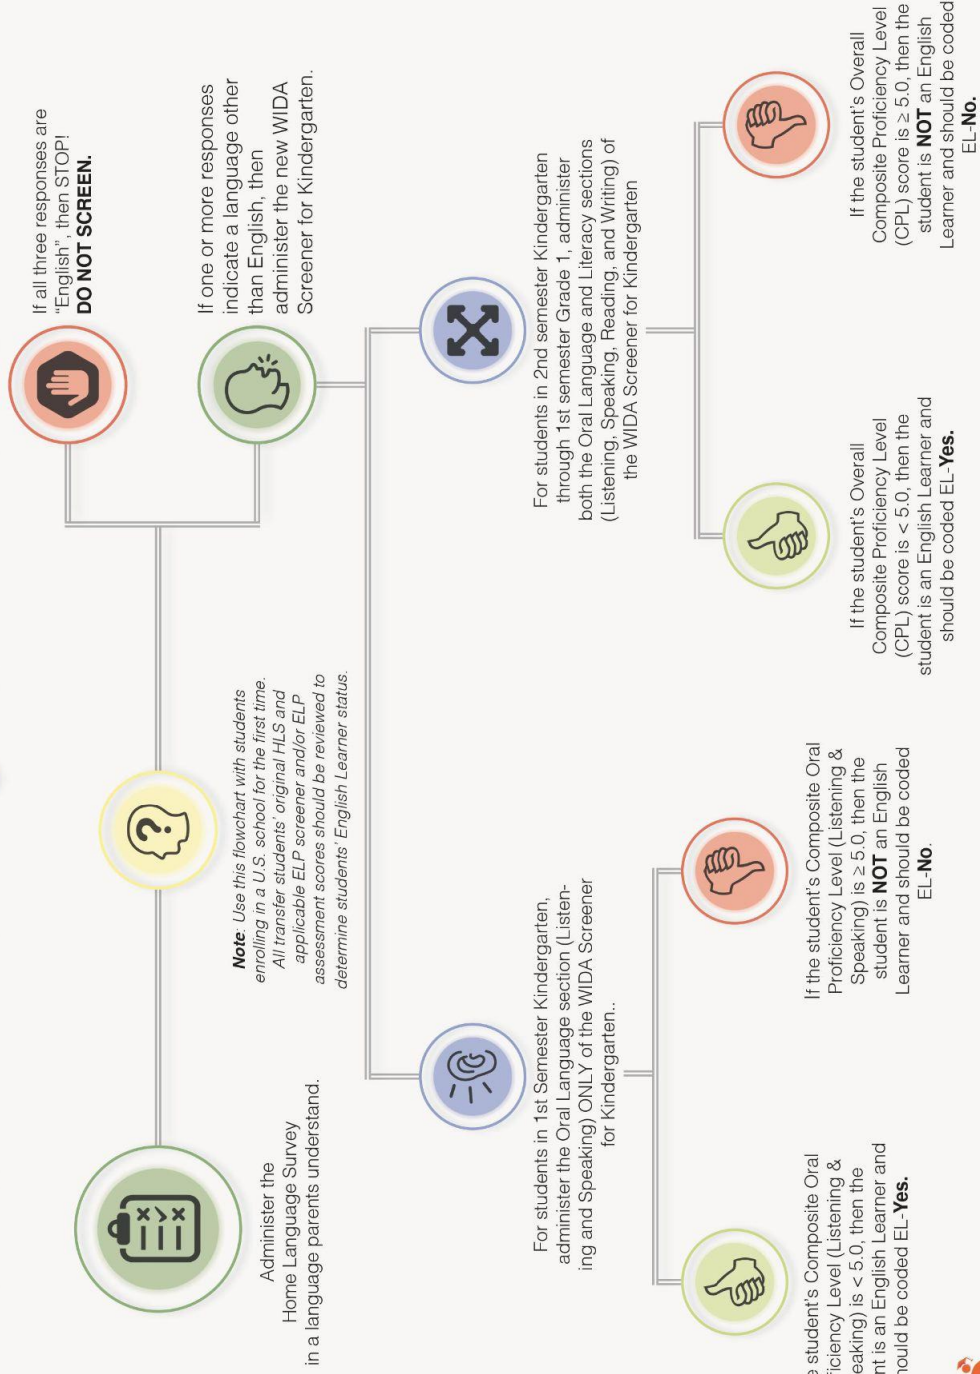 Administer the
Home Language Survey
in a language parents understand.
Note: Use this flowchart with students
enrolling in a U.S. school for the first time.
All transfer students' original HLS and
applicable ELP screener and/or ELP
assessment scores should be reviewed to
determine students' English Learner status.
If all three responses are
"English", then STOP!
DO NOT SCREEN.
If one or more responses
indicate a language other
than English, then
administer the new WIDA
Screener for Kindergarten.
For students in 1st Semester Kindergarten,
administer the Oral Language section (Listen-
ing and Speaking) ONLY of the WIDA Screener
for Kindergarten..
For students in 2nd semester Kindergarten
through 1st semester Grade 1, administer
both the Oral Language and Literacy sections
(Listening, Speaking, Reading, and Writing) of
the WIDA Screener for Kindergarten
student's Composite Oral
Level (Listening &
is < 5.0, then the
is an English Learner and
be coded EL-Yes.
If the student's Composite Oral
Proficiency Level (Listening &
Speaking) is ≥ 5.0, then the
student is NOT an English
Learner and should be coded
EL-No.
If the student's Overall
Composite Proficiency Level
(CPL) score is < 5.0, then the
student is an English Learner and
should be coded EL-Yes.
If the student's Overall
Composite Proficiency Level
(CPL) score is ≥ 5.0, then the
student is NOT an English
Learner and should be coded
EL-No.